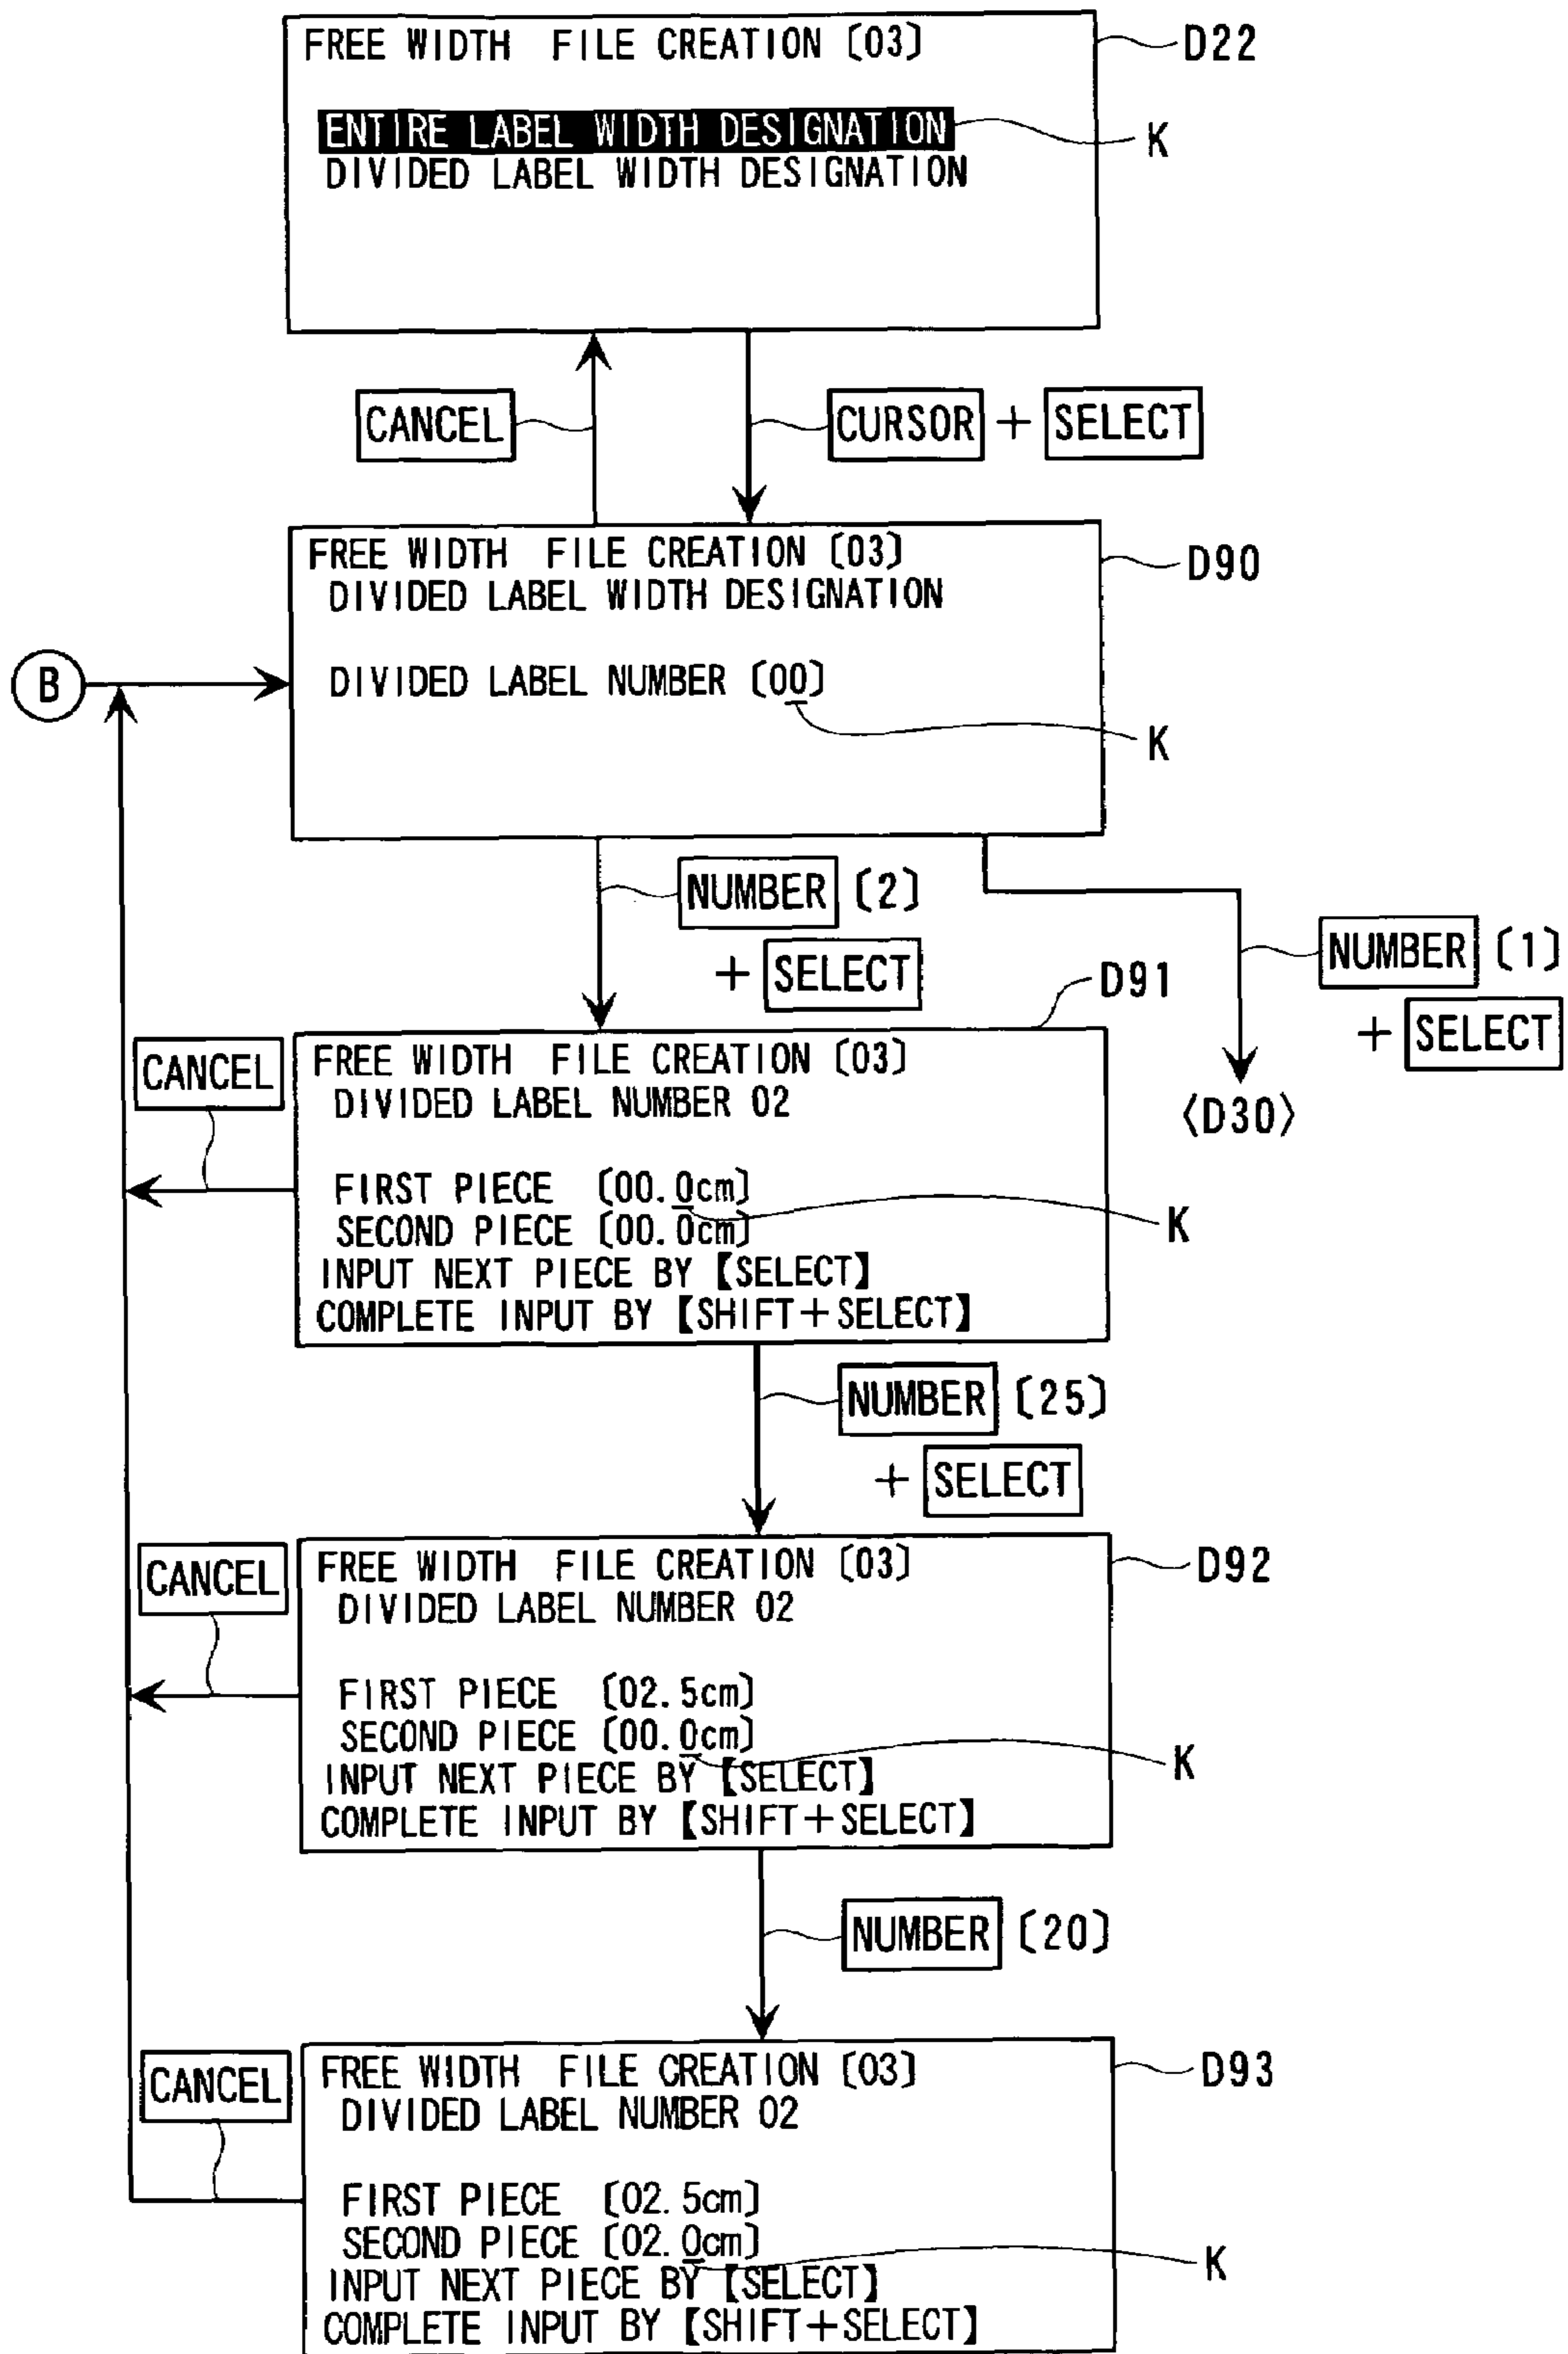 FREE WIDTH FILE CREATION 〔03〕
D22
ENTIRE LABEL WIDTH DESIGNATION
K
DIVIDED LABEL WIDTH DESIGNATION
CANCEL
CURSOR + SELECT
FREE WIDTH FILE CREATION 〔03〕
D90
DIVIDED LABEL WIDTH DESIGNATION
B
DIVIDED LABEL NUMBER 〔00〕
K
NUMBER 〔2〕
+ SELECT
NUMBER 〔1〕
+ SELECT
〈D30〉
D91
CANCEL
FREE WIDTH FILE CREATION 〔03〕
DIVIDED LABEL NUMBER 02
FIRST PIECE 〔00.0cm〕
K
SECOND PIECE 〔00.0cm〕
INPUT NEXT PIECE BY 【SELECT】
COMPLETE INPUT BY 【SHIFT+SELECT】
NUMBER 〔25〕
+ SELECT
CANCEL
FREE WIDTH FILE CREATION 〔03〕
D92
DIVIDED LABEL NUMBER 02
FIRST PIECE 〔02.5cm〕
SECOND PIECE 〔00.0cm〕
K
INPUT NEXT PIECE BY 【SELECT】
COMPLETE INPUT BY 【SHIFT+SELECT】
NUMBER 〔20〕
CANCEL
FREE WIDTH FILE CREATION 〔03〕
D93
DIVIDED LABEL NUMBER 02
FIRST PIECE 〔02.5cm〕
SECOND PIECE 〔02.0cm〕
K
INPUT NEXT PIECE BY 【SELECT】
COMPLETE INPUT BY 【SHIFT+SELECT】